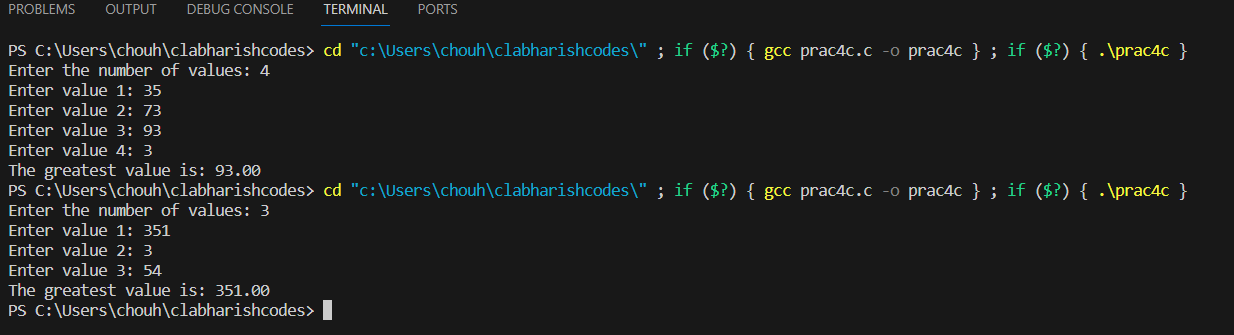 PROBLEMS OUTPUT DEBUG CONSOLE TERMINAL PORTS
PS C:\Users\chouh\clabharishcodes> cd "c:\Users\chouh\clabharishcodes\" ; if ($?) { gcc prac4c.c -o prac4c } ; if ($?) { .\prac4c }
Enter the number of values: 4
Enter value 1: 35
Enter value 2: 73
Enter value 3: 93
Enter value 4: 3
The greatest value is: 93.00
PS C:\Users\chouh\clabharishcodes> cd "c:\Users\chouh\clabharishcodes\" ; if ($?) { gcc prac4c.c -o prac4c } ; if ($?) { .\prac4c }
Enter the number of values: 3
Enter value 1: 351
Enter value 2: 3
Enter value 3: 54
The greatest value is: 351.00
PS C:\Users\chouh\clabharishcodes>